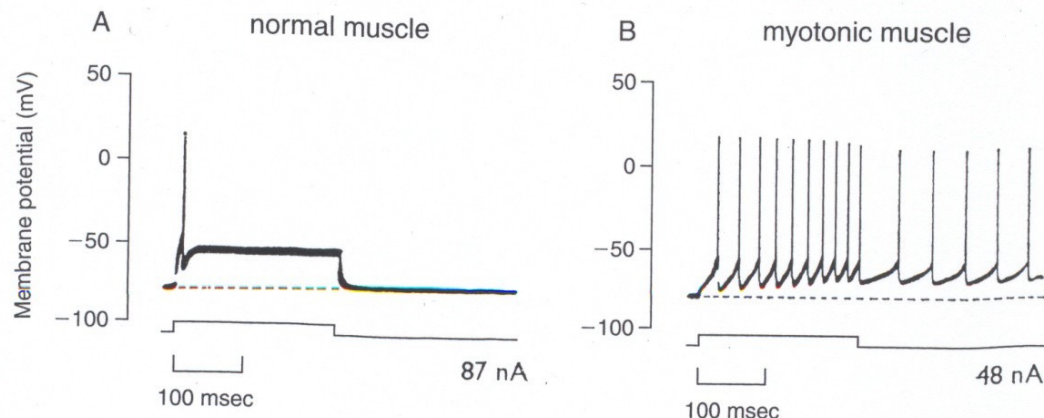 A
normal muscle
Membrane potential (mV)
50
0
−50
−100
87 nA
100 msec
B
myotonic muscle
50
0
−50
−100
48 nA
100 msec